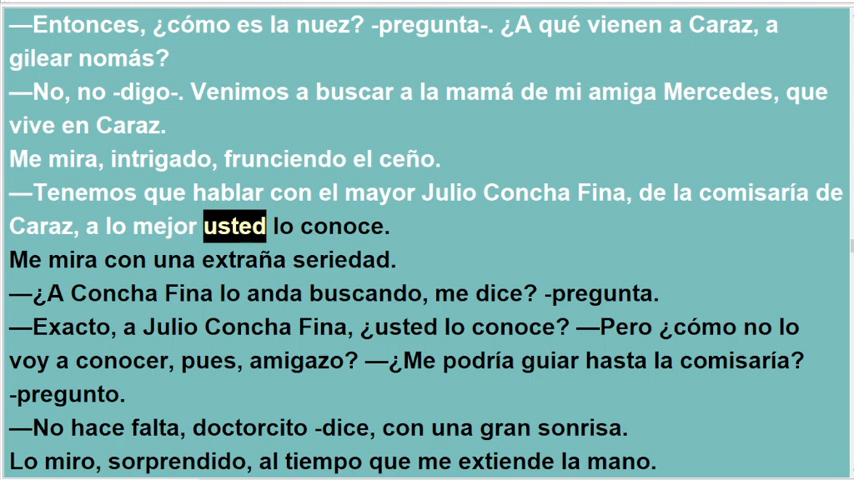 —Entonces, ¿cómo es la nuez? -pregunta-. ¿A qué vienen a Caraz, a
gilear nomás?
—No, no -digo-. Venimos a buscar a la mamá de mi amiga Mercedes, que
vive en Caraz.
Me mira, intrigado, frunciendo el ceño.
—Tenemos que hablar con el mayor Julio Concha Fina, de la comisaría de
Caraz, a lo mejor usted lo conoce.
Me mira con una extraña seriedad.
—¿A Concha Fina lo anda buscando, me dice? -pregunta.
—Exacto, a Julio Concha Fina, ¿usted lo conoce? —Pero ¿cómo no lo
voy a conocer, pues, amigazo? —¿Me podría guiar hasta la comisaría?
-pregunto.
—No hace falta, doctorcito -dice, con una gran sonrisa.
Lo miro, sorprendido, al tiempo que me extiende la mano.